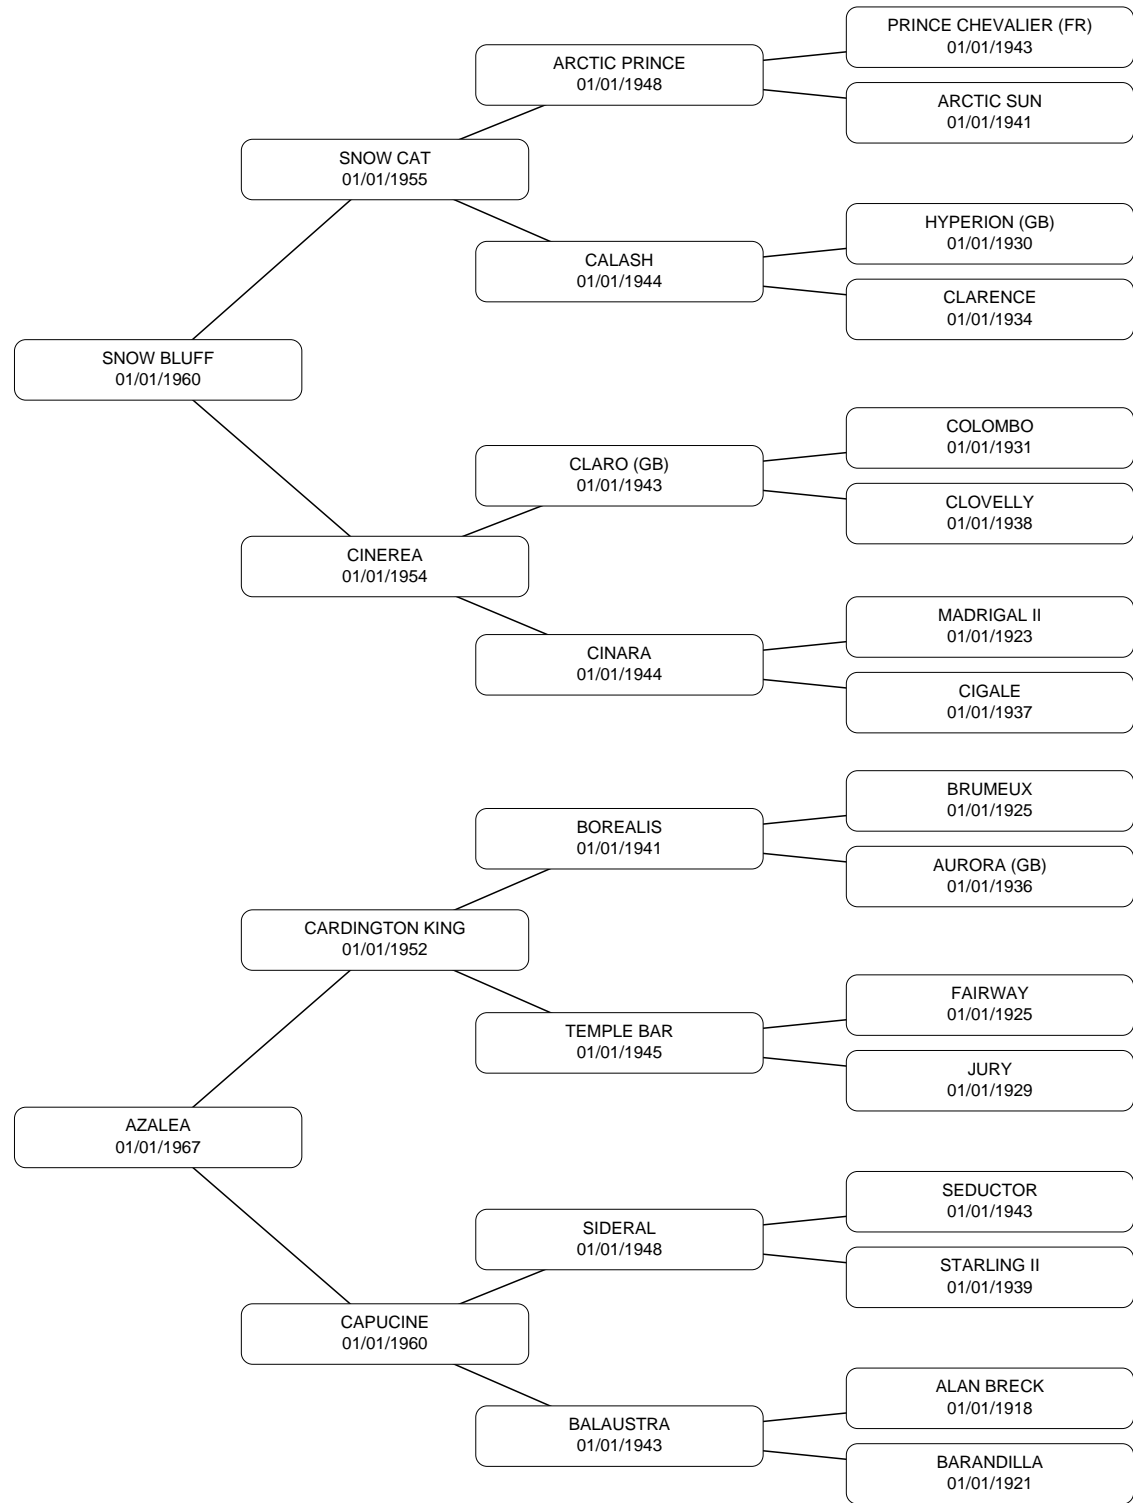 PRINCE CHEVALIER (FR)
01/01/1943
ARCTIC PRINCE
01/01/1948
ARCTIC SUN
01/01/1941
SNOW CAT
01/01/1955
HYPERION (GB)
01/01/1930
CALASH
01/01/1944
CLARENCE
01/01/1934
SNOW BLUFF
01/01/1960
COLOMBO
01/01/1931
CLARO (GB)
01/01/1943
CLOVELLY
01/01/1938
CINEREA
01/01/1954
MADRIGAL II
01/01/1923
CINARA
01/01/1944
CIGALE
01/01/1937
BRUMEUX
01/01/1925
BOREALIS
01/01/1941
AURORA (GB)
01/01/1936
CARDINGTON KING
01/01/1952
FAIRWAY
01/01/1925
TEMPLE BAR
01/01/1945
JURY
01/01/1929
AZALEA
01/01/1967
SEDUCTOR
01/01/1943
SIDERAL
01/01/1948
STARLING II
01/01/1939
CAPUCINE
01/01/1960
ALAN BRECK
01/01/1918
BALAUSTRA
01/01/1943
BARANDILLA
01/01/1921